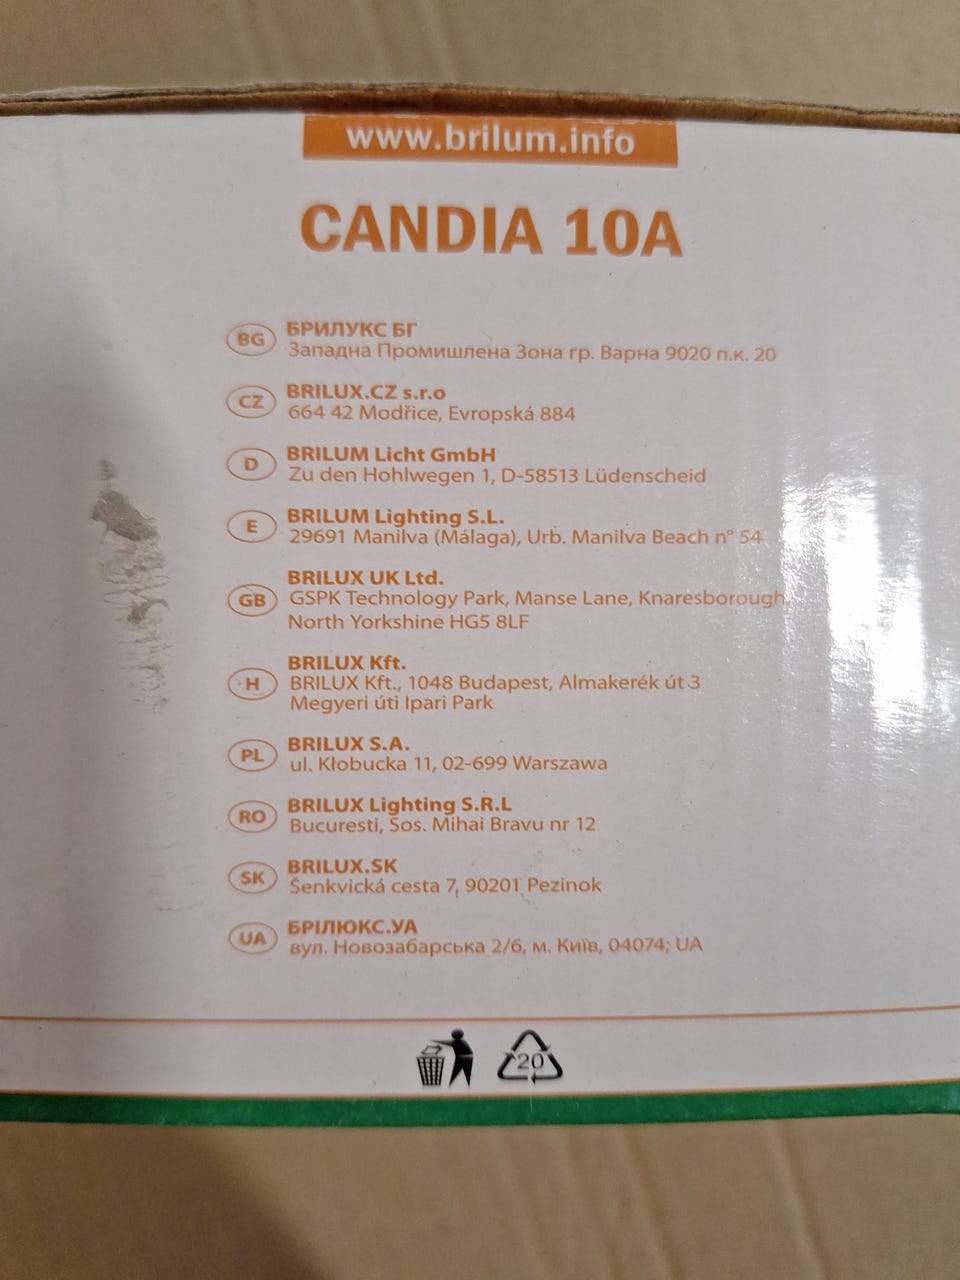 www.brilum.info
CANDIA 10A
BG
БРИЛУКС БГ
Западна Промишлена Зона гр. Варна 9020 п.к. 20
CZ
BRILUX.CZ s.r.o
664 42 Modřice, Evropská 884
D
BRILUM Licht GmbH
Zu den Hohlwegen 1, D-58513 Lüdenscheid
E
BRILUM Lighting S.L.
29691 Manilva (Málaga), Urb. Manilva Beach n° 54
GB
BRILUX UK Ltd.
GSPK Technology Park, Manse Lane, Knaresborough,
North Yorkshire HG5 8LF
H
BRILUX Kft.
BRILUX Kft., 1048 Budapest, Almakerék út 3
Megyeri úti Ipari Park
PL
BRILUX S.A.
ul. Kłobucka 11, 02-699 Warszawa
RO
BRILUX Lighting S.R.L
Bucuresti, Sos. Mihai Bravu nr 12
SK
BRILUX.SK
Šenkvická cesta 7, 90201 Pezinok
UA
БРІЛЮКС.УА
вул. Новозабарська 2/6, м. Київ, 04074; UA
20